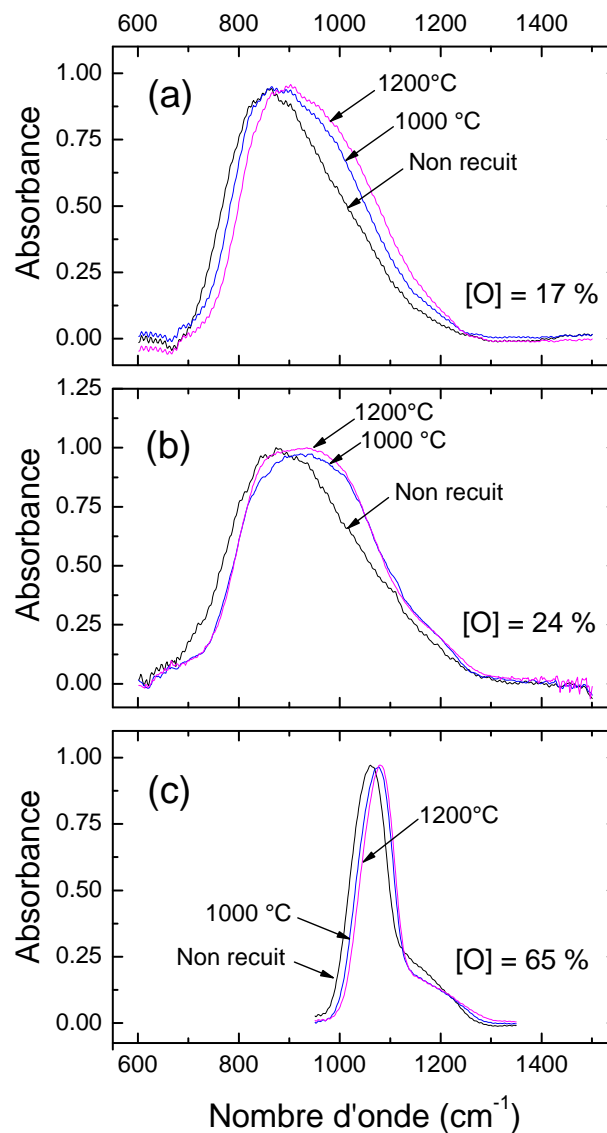 600 800 1000 1200 1400
(a)
1200°C
1000 °C
Non recuit
[O] = 17 %
1.00
0.75
0.50
0.25
0.00
Absorbance
(b)
1200°C
1000 °C
Non recuit
[O] = 24 %
1.25
1.00
0.75
0.50
0.25
0.00
Absorbance
(c)
1200°C
1000 °C
Non recuit
[O] = 65 %
1.00
0.75
0.50
0.25
0.00
Absorbance
600 800 1000 1200 1400
Nombre d'onde (cm⁻¹)